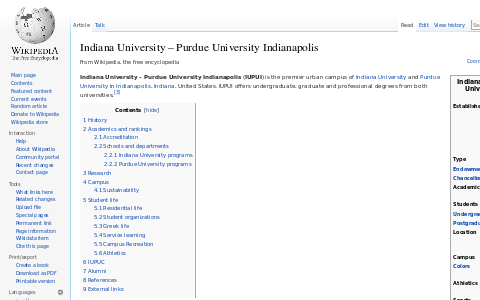 WIKIPEDIA
The Free Encyclopedia
Main page
Contents
Featured content
Current events
Random article
Donate to Wikipedia
Wikipedia store
Interaction
Help
About Wikipedia
Community portal
Recent changes
Contact page
Tools
What links here
Related changes
Upload file
Special pages
Permanent link
Page information
Wikidata item
Cite this page
Print/export
Create a book
Download as PDF
Printable version
Languages
Article Talk Read Edit View history
Indiana University – Purdue University Indianapolis
From Wikipedia, the free encyclopedia
Coord
Indiana University – Purdue University Indianapolis (IUPUI) is the premier urban campus of Indiana University and Purdue
University in Indianapolis, Indiana, United States. IUPUI offers undergraduate, graduate and professional degrees from both
universities.[3]
Contents [hide]
1 History
2 Academics and rankings
2.1 Accreditation
2.2 Schools and departments
2.2.1 Indiana University programs
2.2.2 Purdue University programs
3 Research
4 Campus
4.1 Sustainability
5 Student life
5.1 Residential life
5.2 Student organizations
5.3 Greek life
5.4 Service learning
5.5 Campus Recreation
5.6 Athletics
6 IUPUC
7 Alumni
8 References
9 External links
Indiana
Univer
Establishe
Type
Endowme
Chancello
Academic
Students
Undergra
Postgradu
Location
Campus
Colors
Athletics